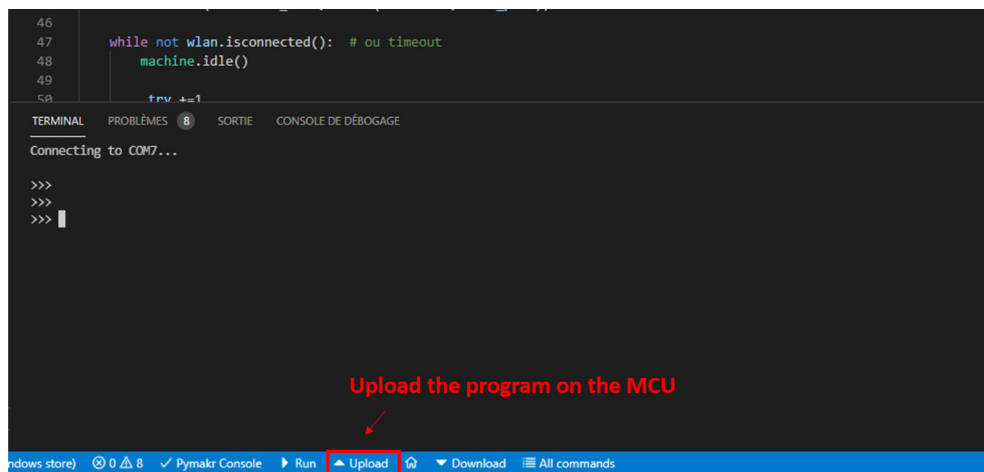 46
47 while not wlan.isconnected(): # ou timeout
48 machine.idle()
49
50 try +=1
TERMINAL PROBLÈMES 8 SORTIE CONSOLE DE DÉBOGAGE
Connecting to COM7...
>>>
>>>
>>>
Upload the program on the MCU
ndows store) 0 8 Pymakr Console Run Upload Download All commands